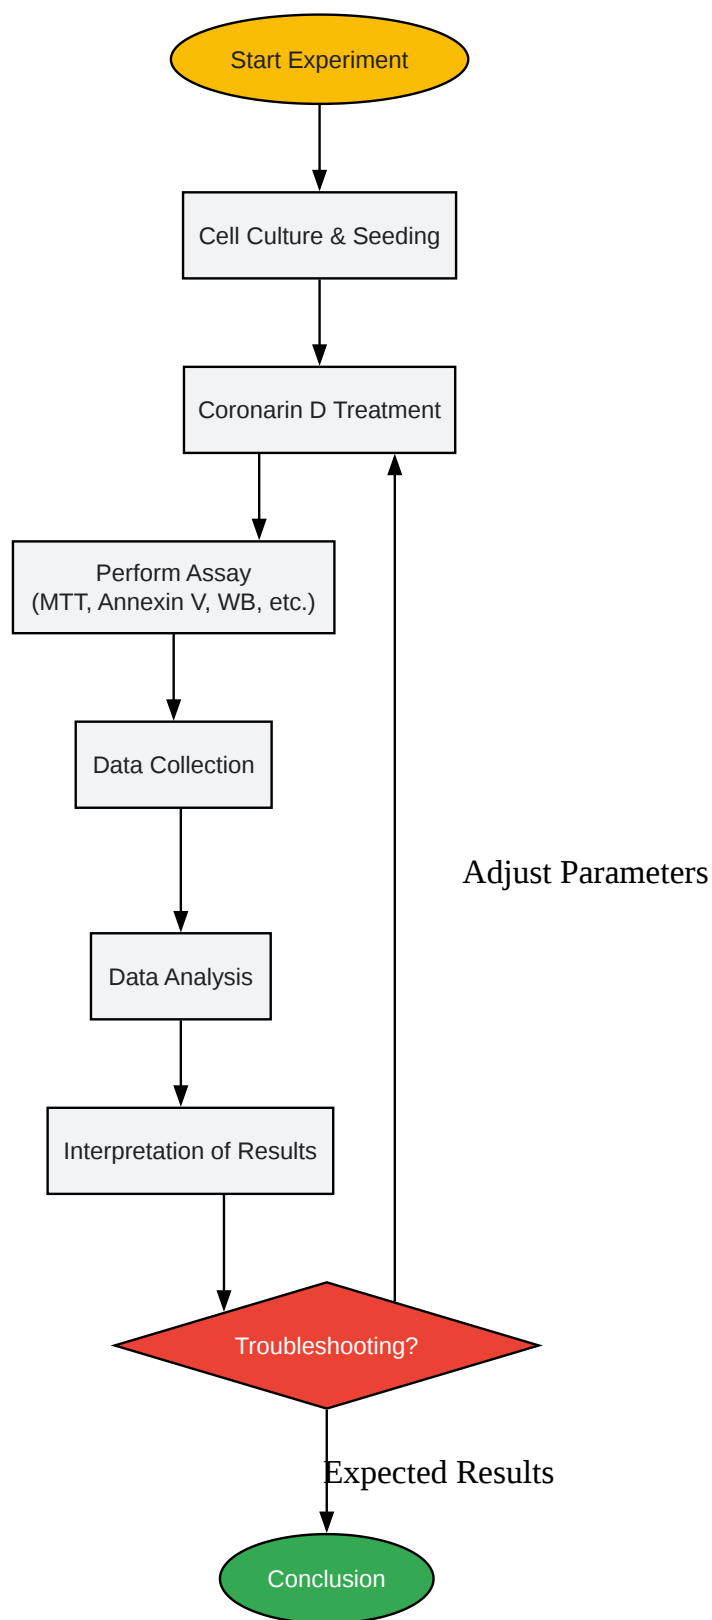 Start Experiment
Cell Culture & Seeding
Coronarin D Treatment
Perform Assay
(MTT, Annexin V, WB, etc.)
Data Collection
Adjust Parameters
Data Analysis
Interpretation of Results
Troubleshooting?
Expected Results
Conclusion